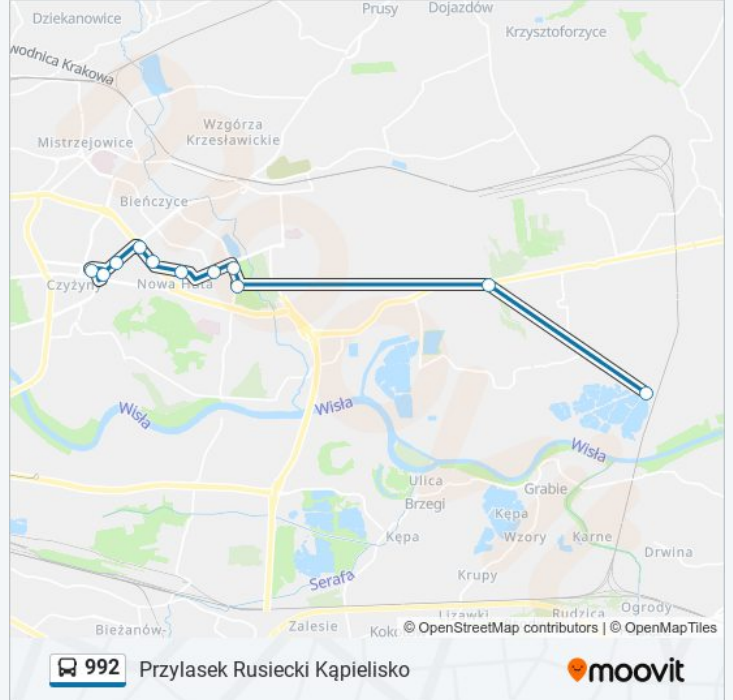 Prusy
Dojazdów
Dziekanowice
Krzysztoforzyce
wodnica Krakowa
Wzgórza
Krzesławickie
Mistrzejowice
Bieńczyce
Czyżyny
Nowa Huta
Wisła
Wisła
Wisła
Ulica
Brzegi
Grabie
Kępa
Kępa
Wzory
Karne
Drwina
Serafa
Krupy
Lizawki
Rudzica
Ogrody
Bieżanów-
Zalesie
© OpenStreetMap contributors | © OpenMapTiles
992 Przylasek Rusiecki Kąpielisko
moovit